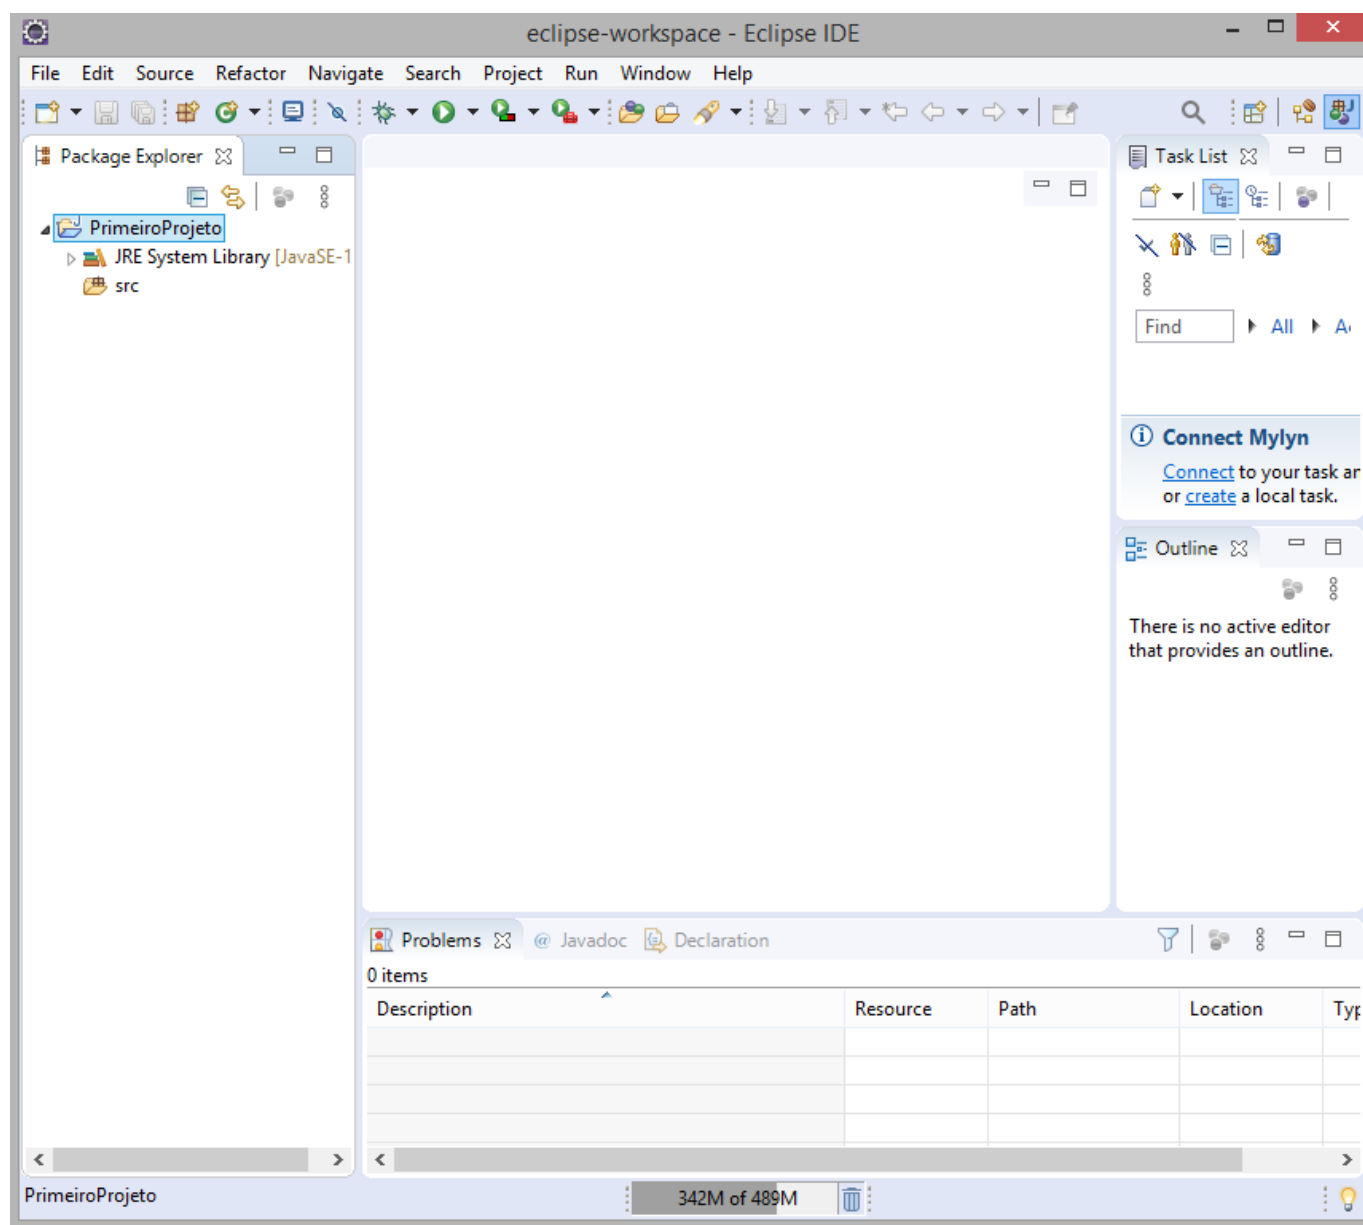 eclipse-workspace - Eclipse IDE
File Edit Source Refactor Navigate Search Project Run Window Help
Package Explorer
PrimeiroProjeto
JRE System Library [JavaSE-1
src
Task List
Find All
Connect Mylyn
Connect to your task
or create a local task.
Outline
There is no active editor
that provides an outline.
Problems @ Javadoc Declaration
0 items
Description Resource Path Location Typ
PrimeiroProjeto
342M of 489M